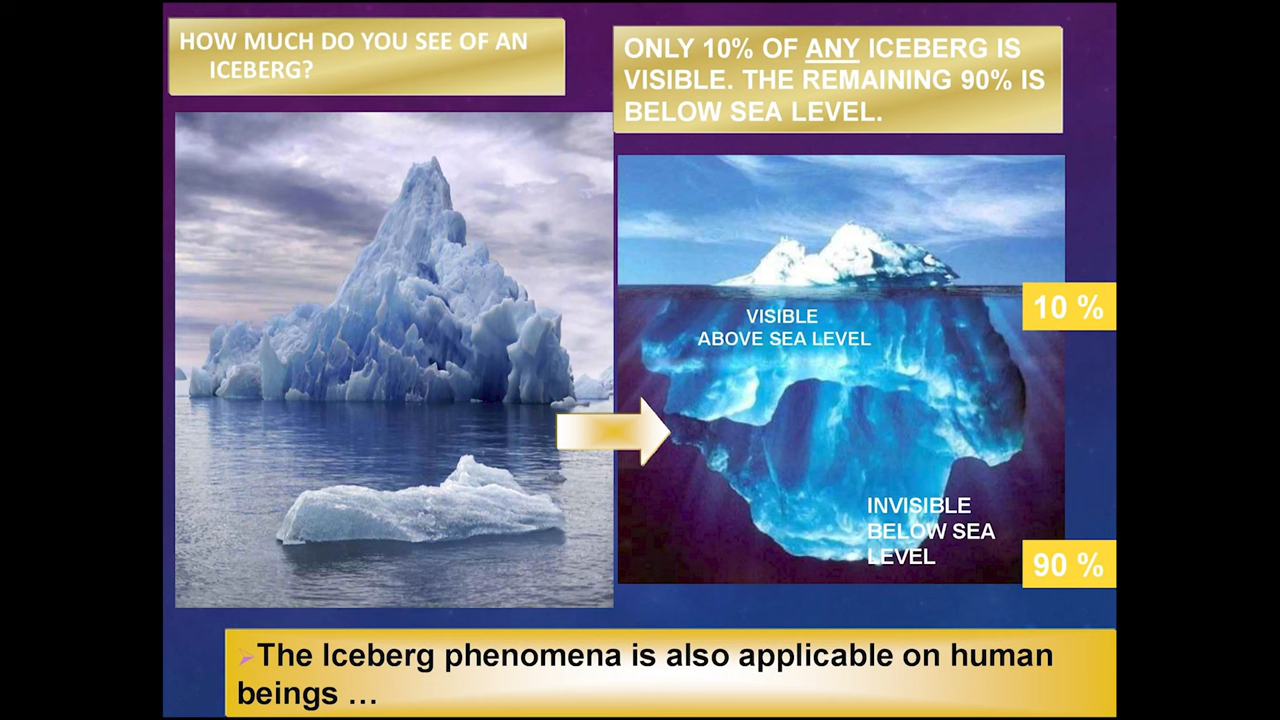 HOW MUCH DO YOU SEE OF AN
ICEBERG?
ONLY 10% OF ANY ICEBERG IS
VISIBLE. THE REMAINING 90% IS
BELOW SEA LEVEL.
VISIBLE
ABOVE SEA LEVEL
10 %
INVISIBLE
BELOW SEA
LEVEL
90 %
The Iceberg phenomena is also applicable on human
beings …